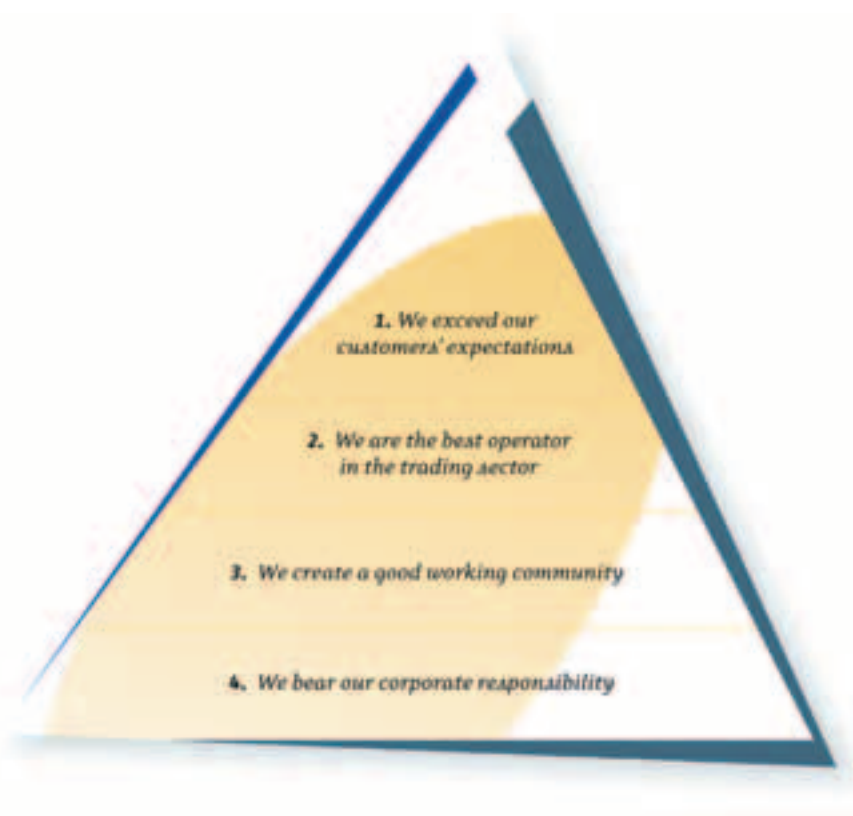 1. We exceed our
customers' expectations
2. We are the best operator
in the trading sector
3. We create a good working community
4. We bear our corporate responsibility